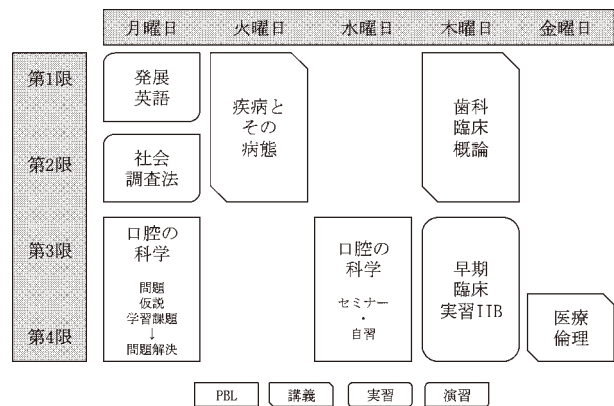 月曜日 火曜日 水曜日 木曜日 金曜日
第1限
第2限
第3限
第4限
発展
英語
社会
調査法
口腔の
科学
問題
仮説
学習課題
↓
問題解決
疾病と
その
病態
口腔の
科学
セミナー
・
自習
歯科
臨床
概論
早期
臨床
実習IIB
医療
倫理
PBL 講義 実習 演習